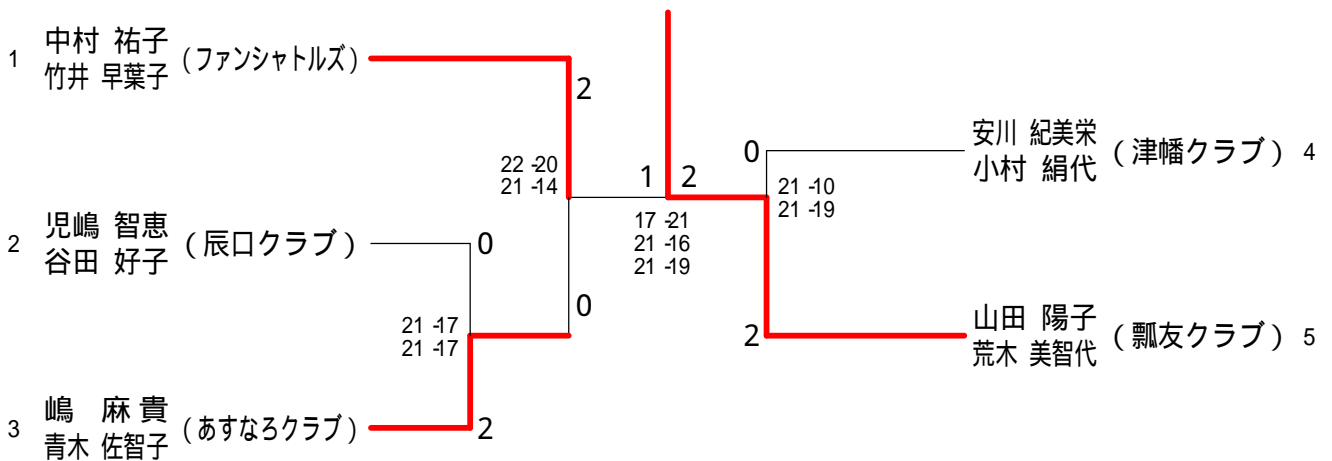 1 中村 祐子 (ファンシャトルズ)
竹井 早葉子
2
22 -20
21 -14
2 児嶋 智恵 (辰口クラブ)
谷田 好子
0
21 -17
21 -17
0
3 嶋 麻貴 (あすなろクラブ)
青木 佐智子
2
1 2
17 -21
21 -16
21 -19
0
安川 紀美栄 (津幡クラブ) 4
小村 絹代
21 -10
21 -19
2
山田 陽子 (瓢友クラブ) 5
荒木 美智代